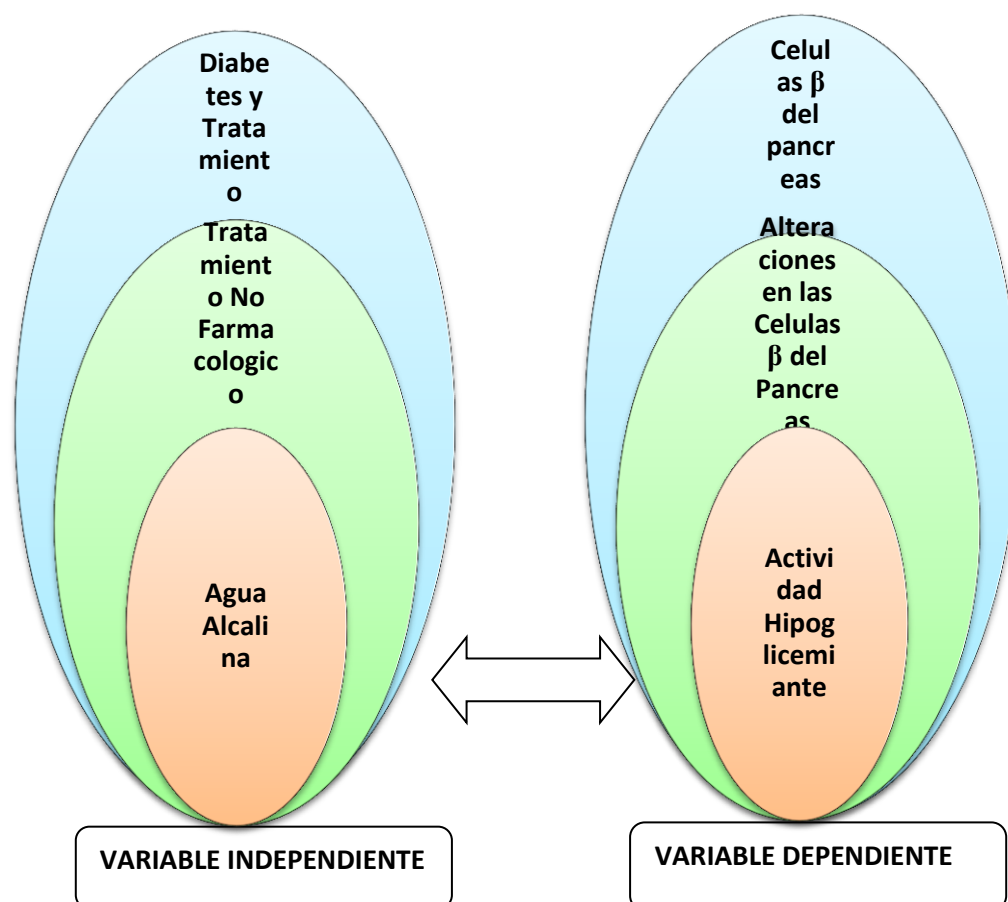 Diabe
tes y
Trata
mient
o
Trata
mient
o No
Farma
cologic
o
Agua
Alcali
na
VARIABLE INDEPENDIENTE
Celul
as β
del
pancr
eas
Altera
ciones
en las
Celulas
β del
Pancre
as
Activi
dad
Hipog
licemi
ante
VARIABLE DEPENDIENTE